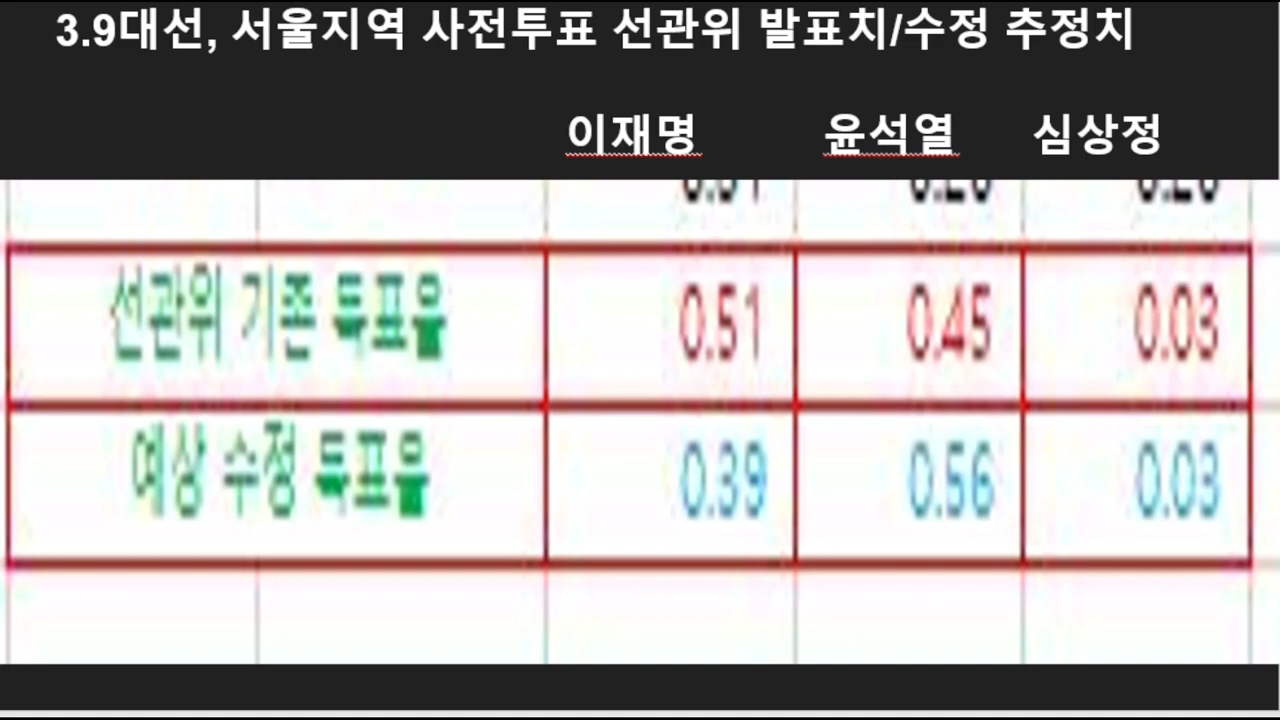 3.9대선, 서울지역 사전투표 선관위 발표치/수정 추정치
이재명 윤석열 심상정
선관위 기존 득표율 0.51 0.45 0.03
예상 수정 득표율 0.39 0.56 0.03